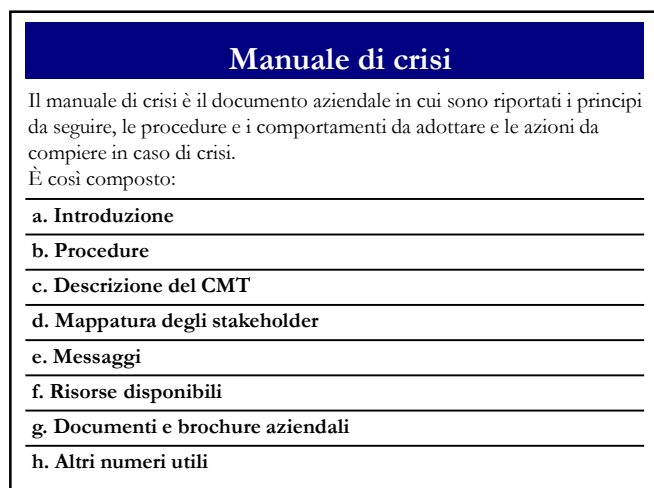 Manuale di crisi
Il manuale di crisi è il documento aziendale in cui sono riportati i principi
da seguire, le procedure e i comportamenti da adottare e le azioni da
compiere in caso di crisi.
È così composto:
a. Introduzione
b. Procedure
c. Descrizione del CMT
d. Mappatura degli stakeholder
e. Messaggi
f. Risorse disponibili
g. Documenti e brochure aziendali
h. Altri numeri utili